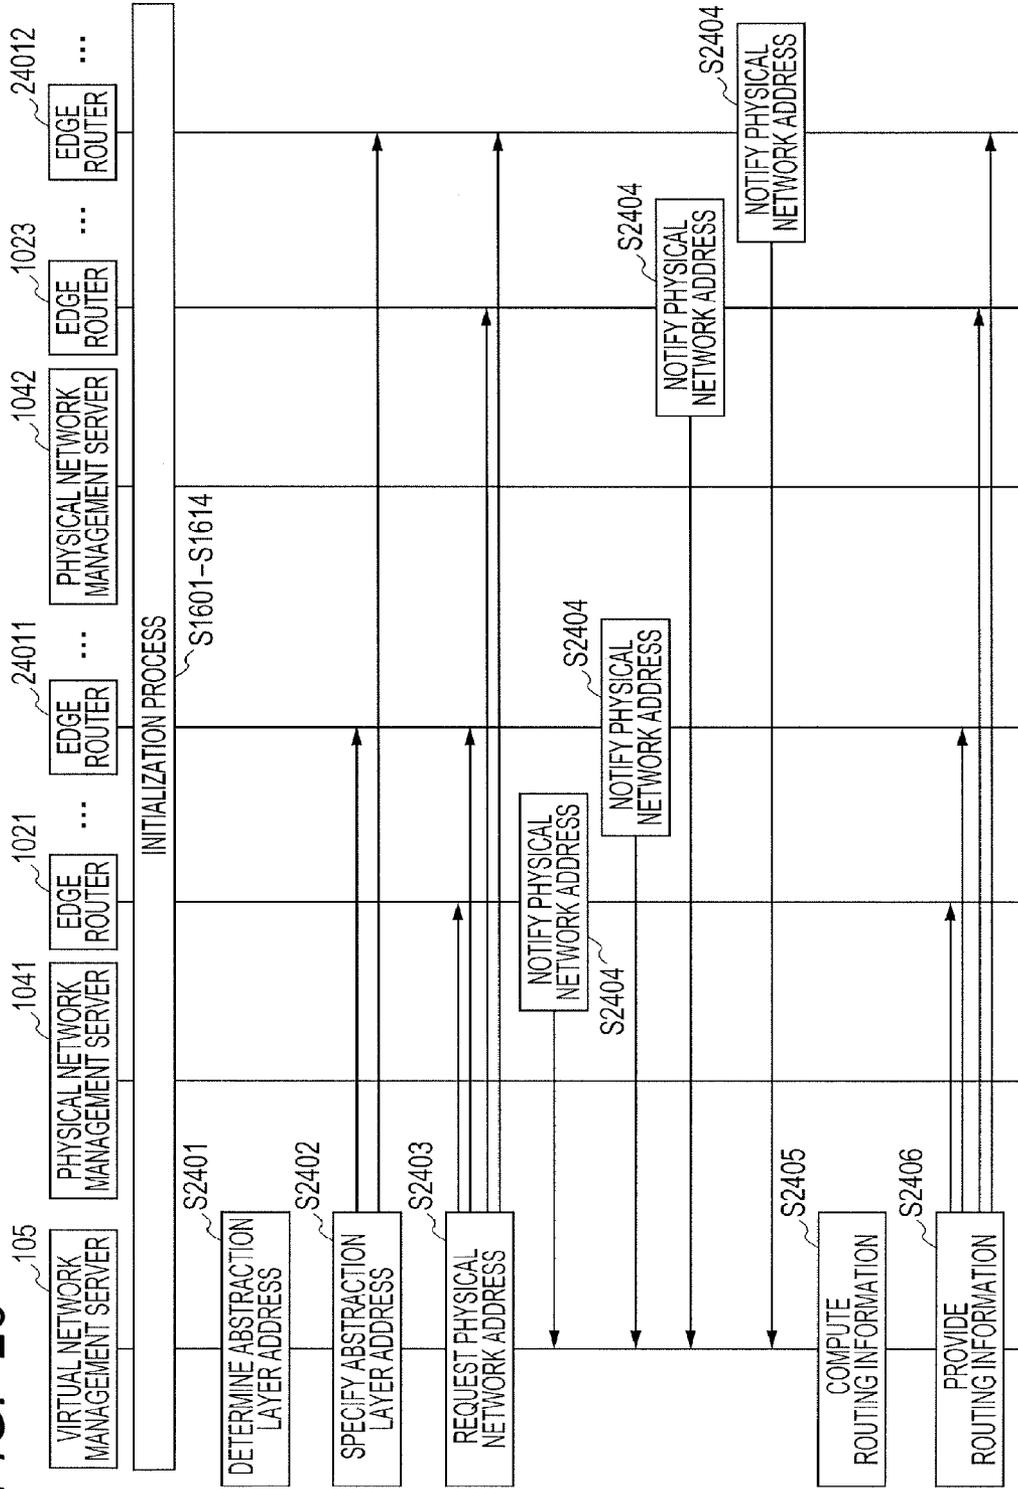 105
VIRTUAL NETWORK
MANAGEMENT SERVER
1041
PHYSICAL NETWORK
MANAGEMENT SERVER
1021
EDGE
ROUTER
...
24011
EDGE
ROUTER
...
1042
PHYSICAL NETWORK
MANAGEMENT SERVER
1023
EDGE
ROUTER
...
24012
EDGE
ROUTER
...
INITIALIZATION PROCESS
S1601–S1614
S2401
DETERMINE ABSTRACTION
LAYER ADDRESS
S2402
SPECIFY ABSTRACTION
LAYER ADDRESS
S2403
REQUEST PHYSICAL
NETWORK ADDRESS
NOTIFY PHYSICAL
NETWORK ADDRESS
S2404
S2404
NOTIFY PHYSICAL
NETWORK ADDRESS
S2404
NOTIFY PHYSICAL
NETWORK ADDRESS
S2404
NOTIFY PHYSICAL
NETWORK ADDRESS
S2405
COMPUTE
ROUTING INFORMATION
S2406
PROVIDE
ROUTING INFORMATION